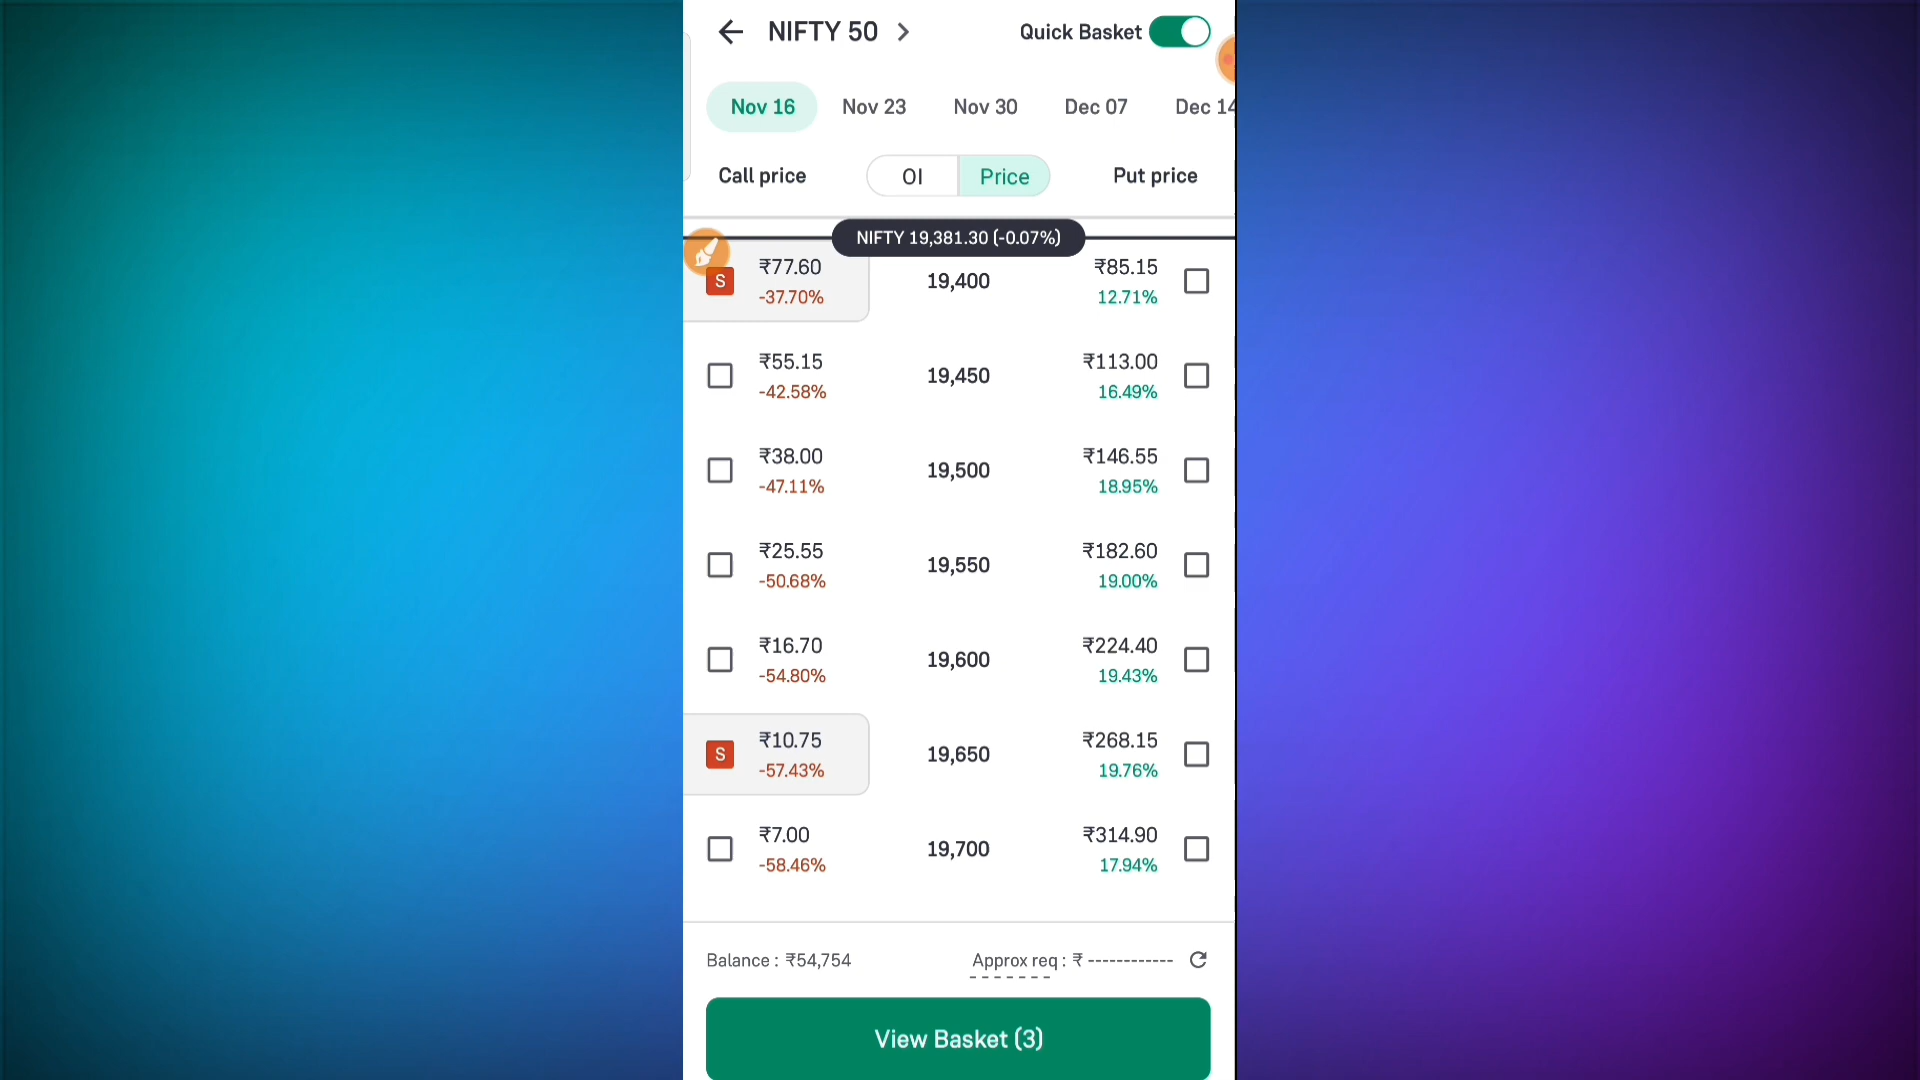 NIFTY 50
Quick Basket
Nov 16 Nov 23 Nov 30 Dec 07 Dec 14
Call price OI Price Put price
NIFTY 19,381.30 (-0.07%)
S ₹77.60 19,400 ₹85.15
-37.70% 12.71%
₹55.15 19,450 ₹113.00
-42.58% 16.49%
₹38.00 19,500 ₹146.55
-47.11% 18.95%
₹25.55 19,550 ₹182.60
-50.68% 19.00%
₹16.70 19,600 ₹224.40
-54.80% 19.43%
S ₹10.75 19,650 ₹268.15
-57.43% 19.76%
₹7.00 19,700 ₹314.90
-58.46% 17.94%
Balance : ₹54,754 Approx req : ₹ ------------
View Basket (3)